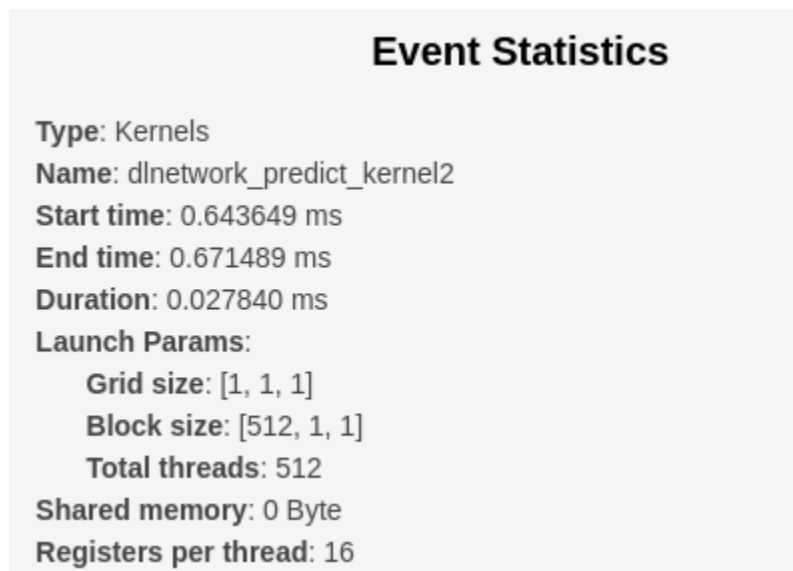 Event Statistics
Type: Kernels
Name: dlnetwork_predict_kernel2
Start time: 0.643649 ms
End time: 0.671489 ms
Duration: 0.027840 ms
Launch Params:
Grid size: [1, 1, 1]
Block size: [512, 1, 1]
Total threads: 512
Shared memory: 0 Byte
Registers per thread: 16